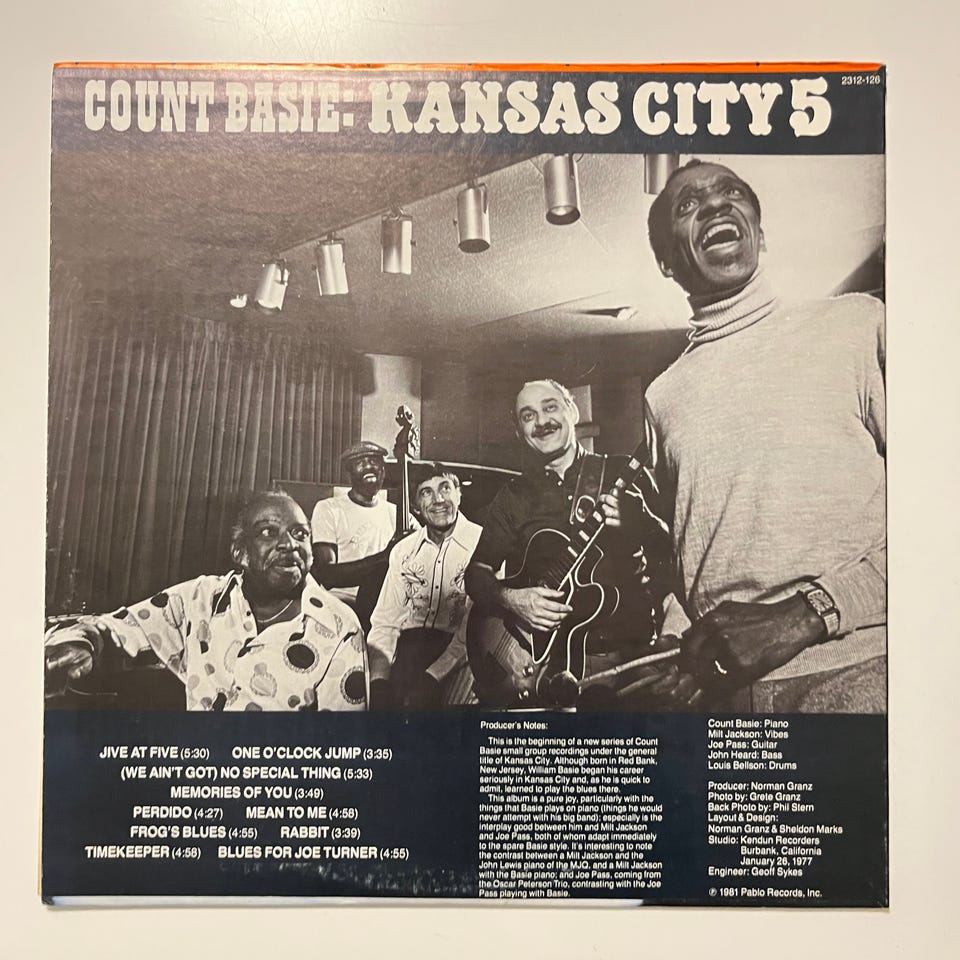 2312-126
COUNT BASIE: KANSAS CITY 5
JIVE AT FIVE (5:30) ONE O'CLOCK JUMP (3:35)
(WE AIN'T GOT) NO SPECIAL THING (5:33)
MEMORIES OF YOU (3:49)
PERDIDO (4:27) MEAN TO ME (4:58)
FROG'S BLUES (4:55) RABBIT (3:39)
TIMEKEEPER (4:58) BLUES FOR JOE TURNER (4:55)
Producer's Notes:
This is the beginning of a new series of Count
Basie small group recordings under the general
title of Kansas City. Although born in Red Bank,
New Jersey, William Basie began his career
seriously in Kansas City and, as he is quick to
admit, learned to play the blues there.
This album is a pure joy, particularly with the
things that Basie plays on piano (things he would
never attempt with his big band); especially is the
interplay good between him and Milt Jackson
and Joe Pass, both of whom adapt immediately
to the spare Basie style. It's interesting to note
the contrast between a Milt Jackson and the
John Lewis piano of the MJQ, and a Milt Jackson
with the Basie piano; and Joe Pass, coming from
the Oscar Peterson Trio, contrasting with the Joe
Pass playing with Basie.
Count Basie: Piano
Milt Jackson: Vibes
Joe Pass: Guitar
John Heard: Bass
Louis Bellson: Drums
Producer: Norman Granz
Photo by: Grete Granz
Back Photo by: Phil Stern
Layout & Design:
Norman Granz & Sheldon Marks
Studio: Kendun Recorders
Burbank, California
January 26, 1977
Engineer: Geoff Sykes
℗ 1981 Pablo Records, Inc.